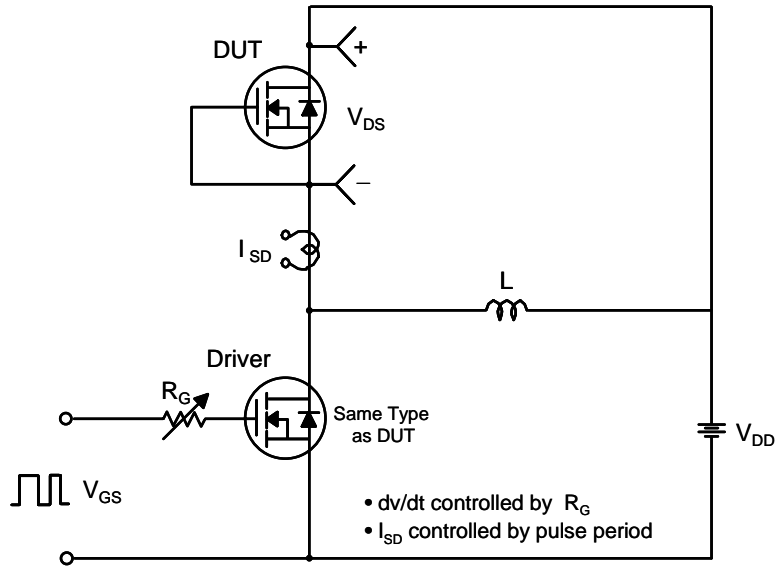 DUT
+
V_DS
–
I_SD
L
Driver
R_G
Same Type
as DUT
V_DD
V_GS
• dv/dt controlled by R_G
• I_SD controlled by pulse period